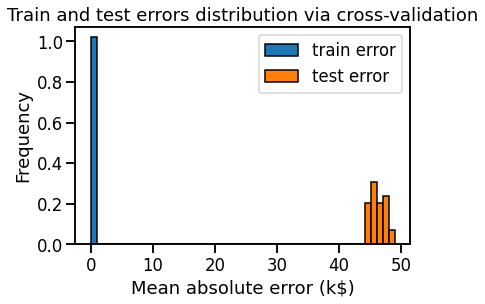 Train and test errors distribution via cross-validation
train error
test error
Frequency
1.0
0.8
0.6
0.4
0.2
0.0
0 10 20 30 40 50
Mean absolute error (k$)